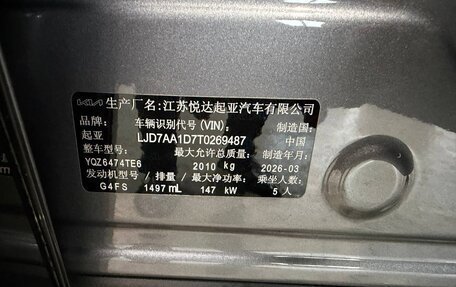 KIA 生产厂名:江苏悦达起亚汽车有限公司
品牌: 车辆识别代号(VIN): 制造国:
起亚 LJD7AA1D7T0269487 中国
整车型号: 最大允许总质量: 制造年月:
YQZ6474TE6 2010 kg 2026-03
发动机型号 / 排量 / 最大净功率: 乘坐人数:
G4FS 1497 mL 147 kW 5 人